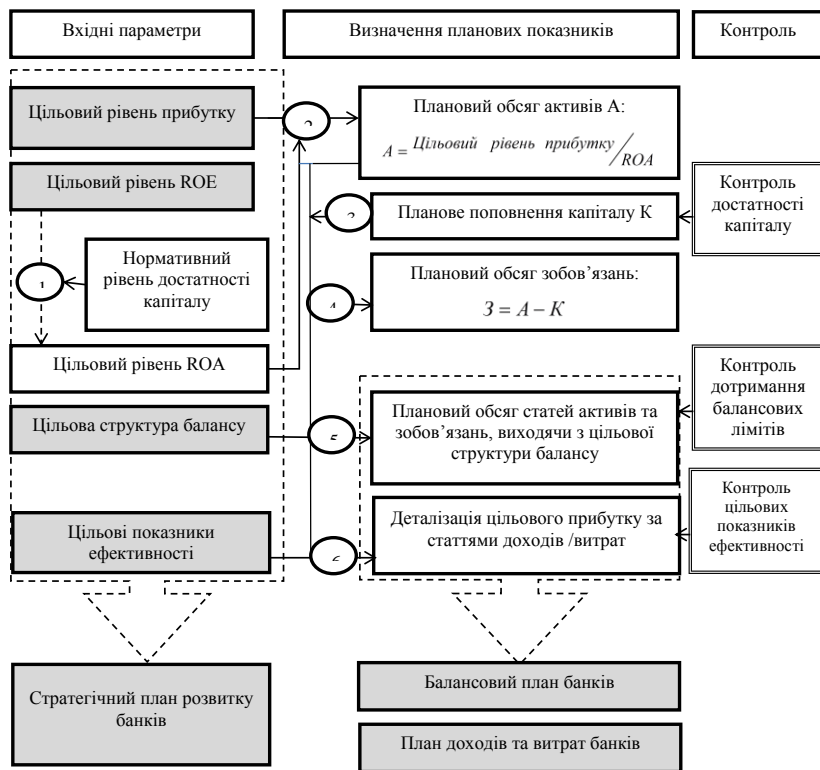 Вхідні параметри
Визначення планових показників
Контроль
Цільовий рівень прибутку
Плановий обсяг активів А:
A = Цільовий рівень прибутку / ROA
Цільовий рівень ROE
Планове поповнення капіталу К
Контроль
достатності
капіталу
Нормативний
рівень достатності
капіталу
Плановий обсяг зобов’язань:
З = А − К
Цільовий рівень ROA
Контроль
дотримання
балансових
лімітів
Цільова структура балансу
Плановий обсяг статей активів та
зобов’язань, виходячи з цільової
структури балансу
Цільові показники
ефективності
Деталізація цільового прибутку за
статтями доходів /витрат
Контроль
цільових
показників
ефективності
Стратегічний план розвитку
банків
Балансовий план банків
План доходів та витрат банків